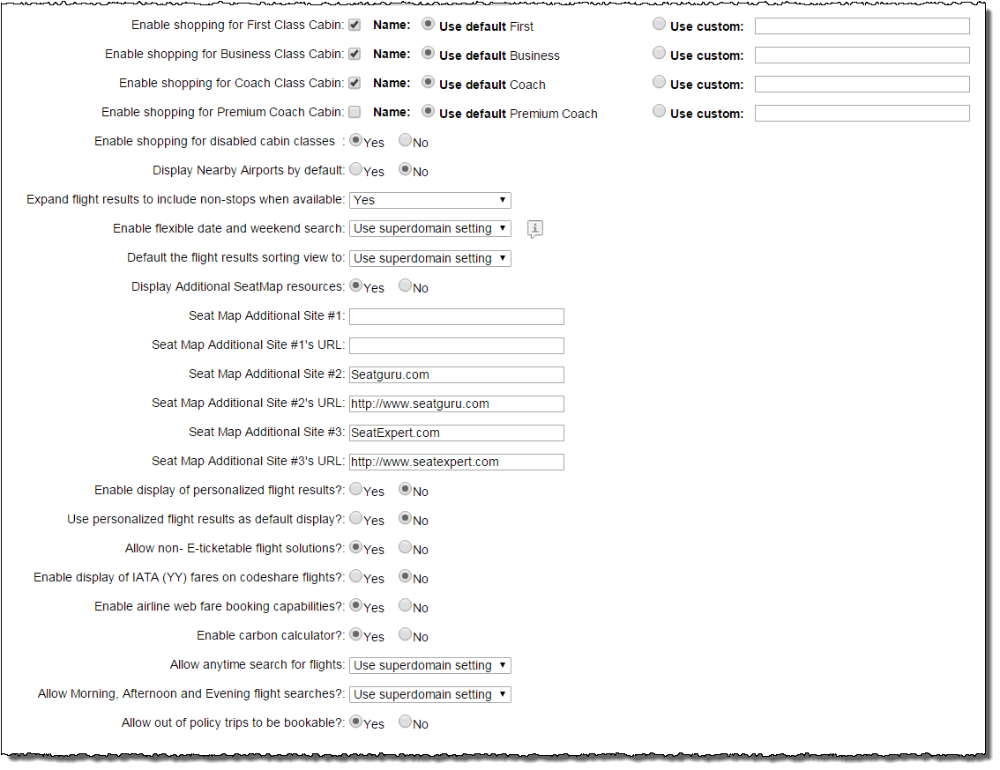 Enable shopping for First Class Cabin: Name: Use default First Use custom:
Enable shopping for Business Class Cabin: Name: Use default Business Use custom:
Enable shopping for Coach Class Cabin: Name: Use default Coach Use custom:
Enable shopping for Premium Coach Cabin: Name: Use default Premium Coach Use custom:
Enable shopping for disabled cabin classes : Yes No
Display Nearby Airports by default: Yes No
Expand flight results to include non-stops when available: Yes
Enable flexible date and weekend search: Use superdomain setting i
Default the flight results sorting view to: Use superdomain setting
Display Additional SeatMap resources: Yes No
Seat Map Additional Site #1:
Seat Map Additional Site #1's URL:
Seat Map Additional Site #2: Seatguru.com
Seat Map Additional Site #2's URL: http://www.seatguru.com
Seat Map Additional Site #3: SeatExpert.com
Seat Map Additional Site #3's URL: http://www.seatexpert.com
Enable display of personalized flight results?: Yes No
Use personalized flight results as default display?: Yes No
Allow non- E-ticketable flight solutions?: Yes No
Enable display of IATA (YY) fares on codeshare flights?: Yes No
Enable airline web fare booking capabilities?: Yes No
Enable carbon calculator?: Yes No
Allow anytime search for flights: Use superdomain setting
Allow Morning, Afternoon and Evening flight searches?: Use superdomain setting
Allow out of policy trips to be bookable?: Yes No